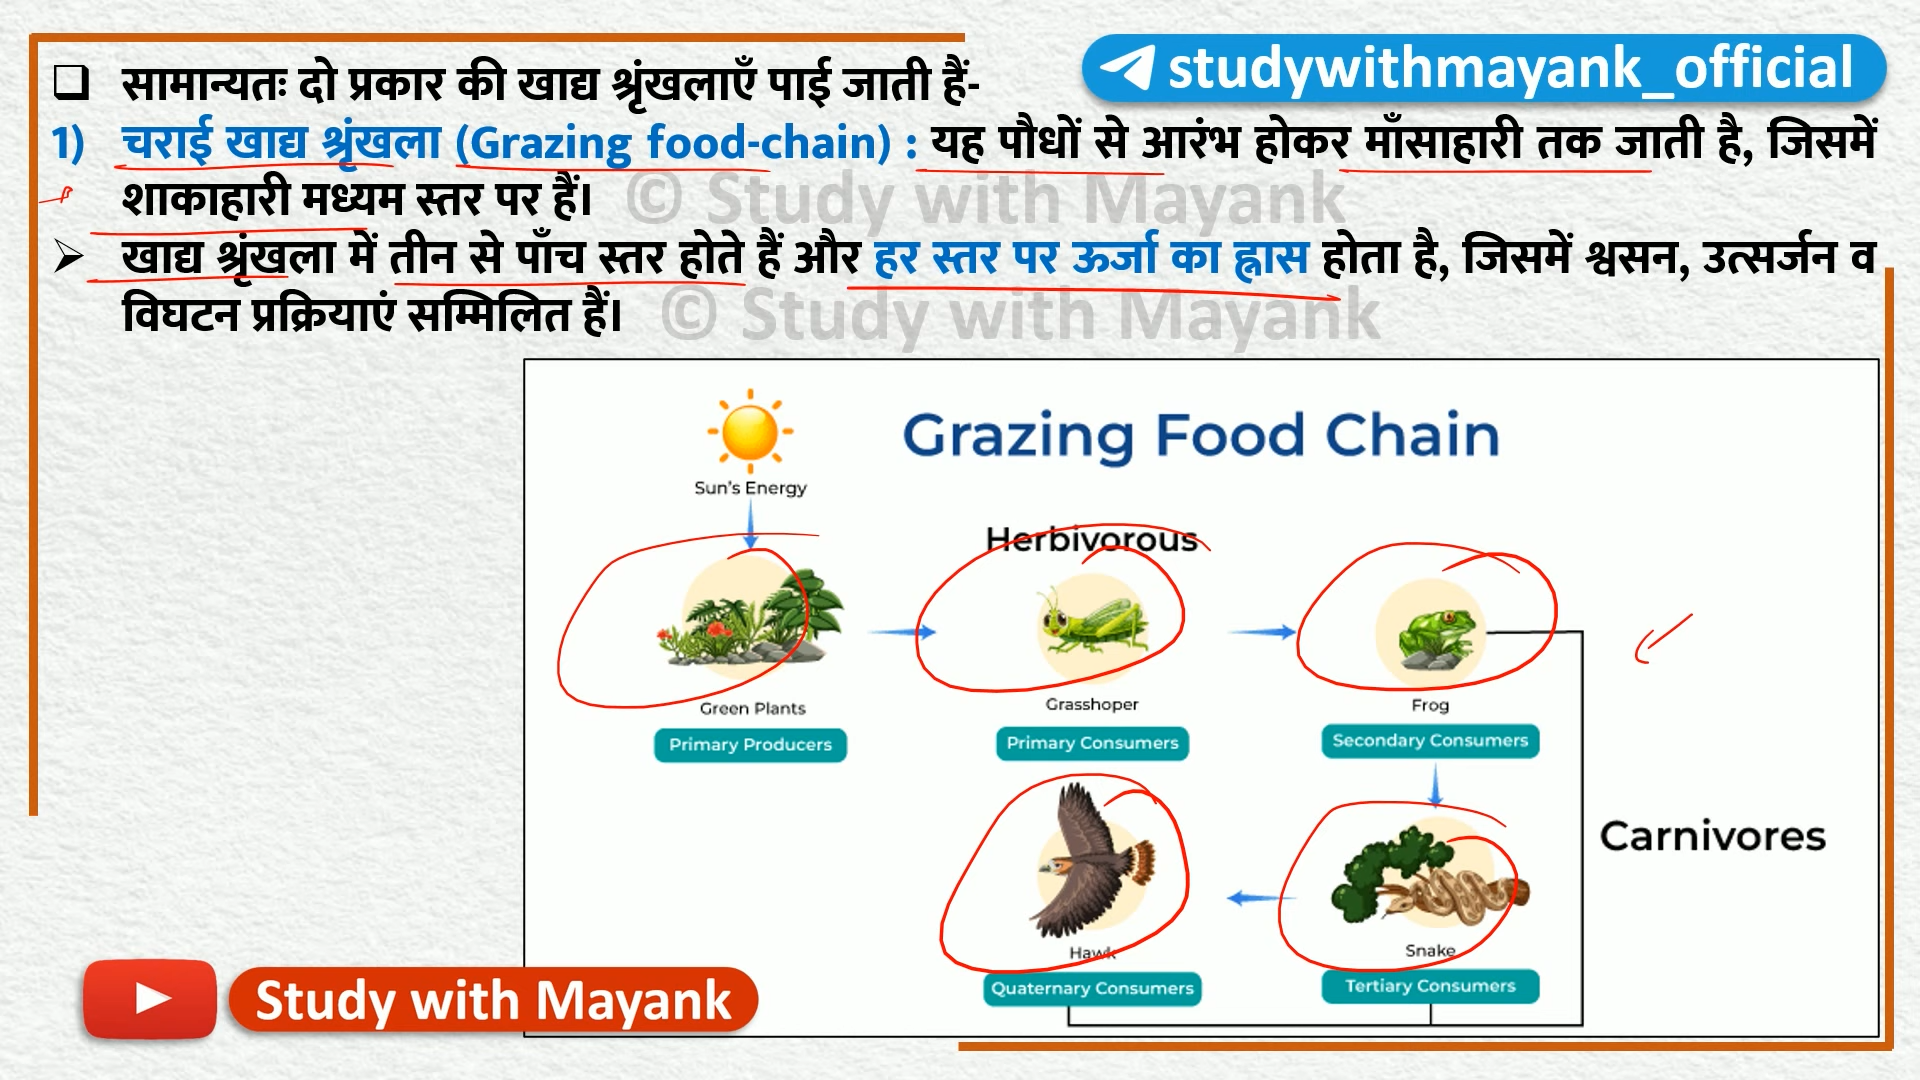 ❑ सामान्यतः दो प्रकार की खाद्य श्रृंखलाएँ पाई जाती हैं-
studywithmayank_official
1) चराई खाद्य श्रृंखला (Grazing food-chain) : यह पौधों से आरंभ होकर माँसाहारी तक जाती है, जिसमें
शाकाहारी मध्यम स्तर पर हैं।
© Study with Mayank
➢ खाद्य श्रृंखला में तीन से पाँच स्तर होते हैं और हर स्तर पर ऊर्जा का ह्रास होता है, जिसमें श्वसन, उत्सर्जन व
विघटन प्रक्रियाएं सम्मिलित हैं।
© Study with Mayank
Grazing Food Chain
Sun's Energy
Herbivorous
Green Plants
Grasshoper
Frog
Primary Producers
Primary Consumers
Secondary Consumers
Carnivores
Hawk
Snake
Quaternary Consumers
Tertiary Consumers
Study with Mayank